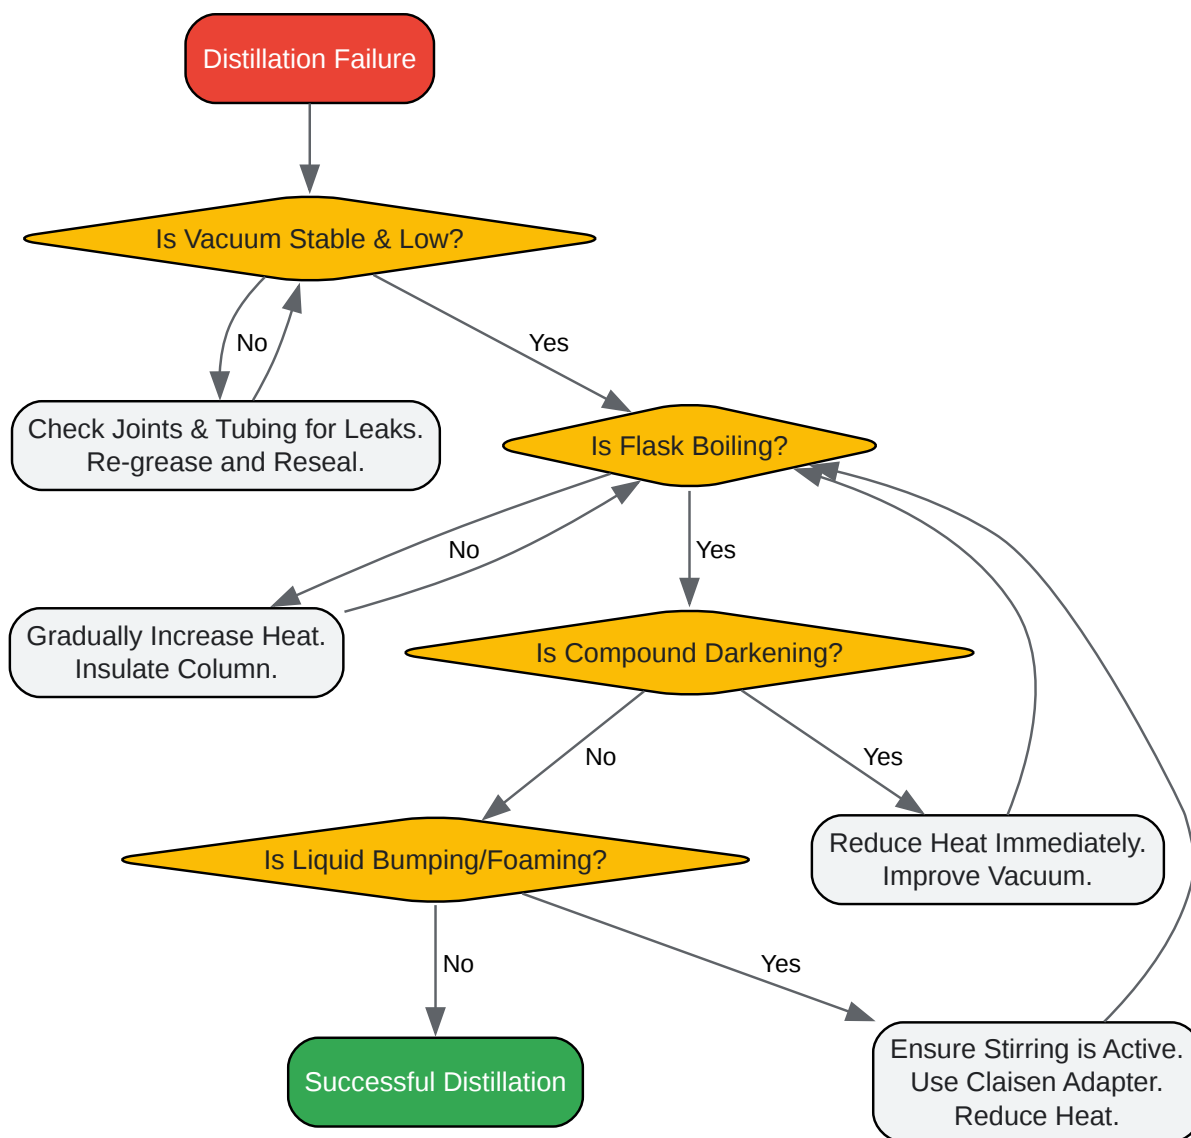 Distillation Failure
Is Vacuum Stable & Low?
No
Yes
Check Joints & Tubing for Leaks.
Re-grease and Reseal.
Is Flask Boiling?
No
Yes
Gradually Increase Heat.
Insulate Column.
Is Compound Darkening?
No
Yes
Reduce Heat Immediately.
Improve Vacuum.
Is Liquid Bumping/Foaming?
No
Yes
Successful Distillation
Ensure Stirring is Active.
Use Claisen Adapter.
Reduce Heat.